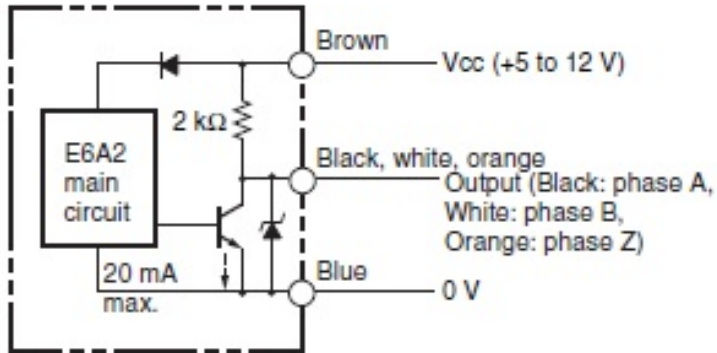 Brown
Vcc (+5 to 12 V)
2 kΩ
E6A2
main
circuit
Black, white, orange
Output (Black: phase A,
White: phase B,
Orange: phase Z)
20 mA
max.
Blue
0 V